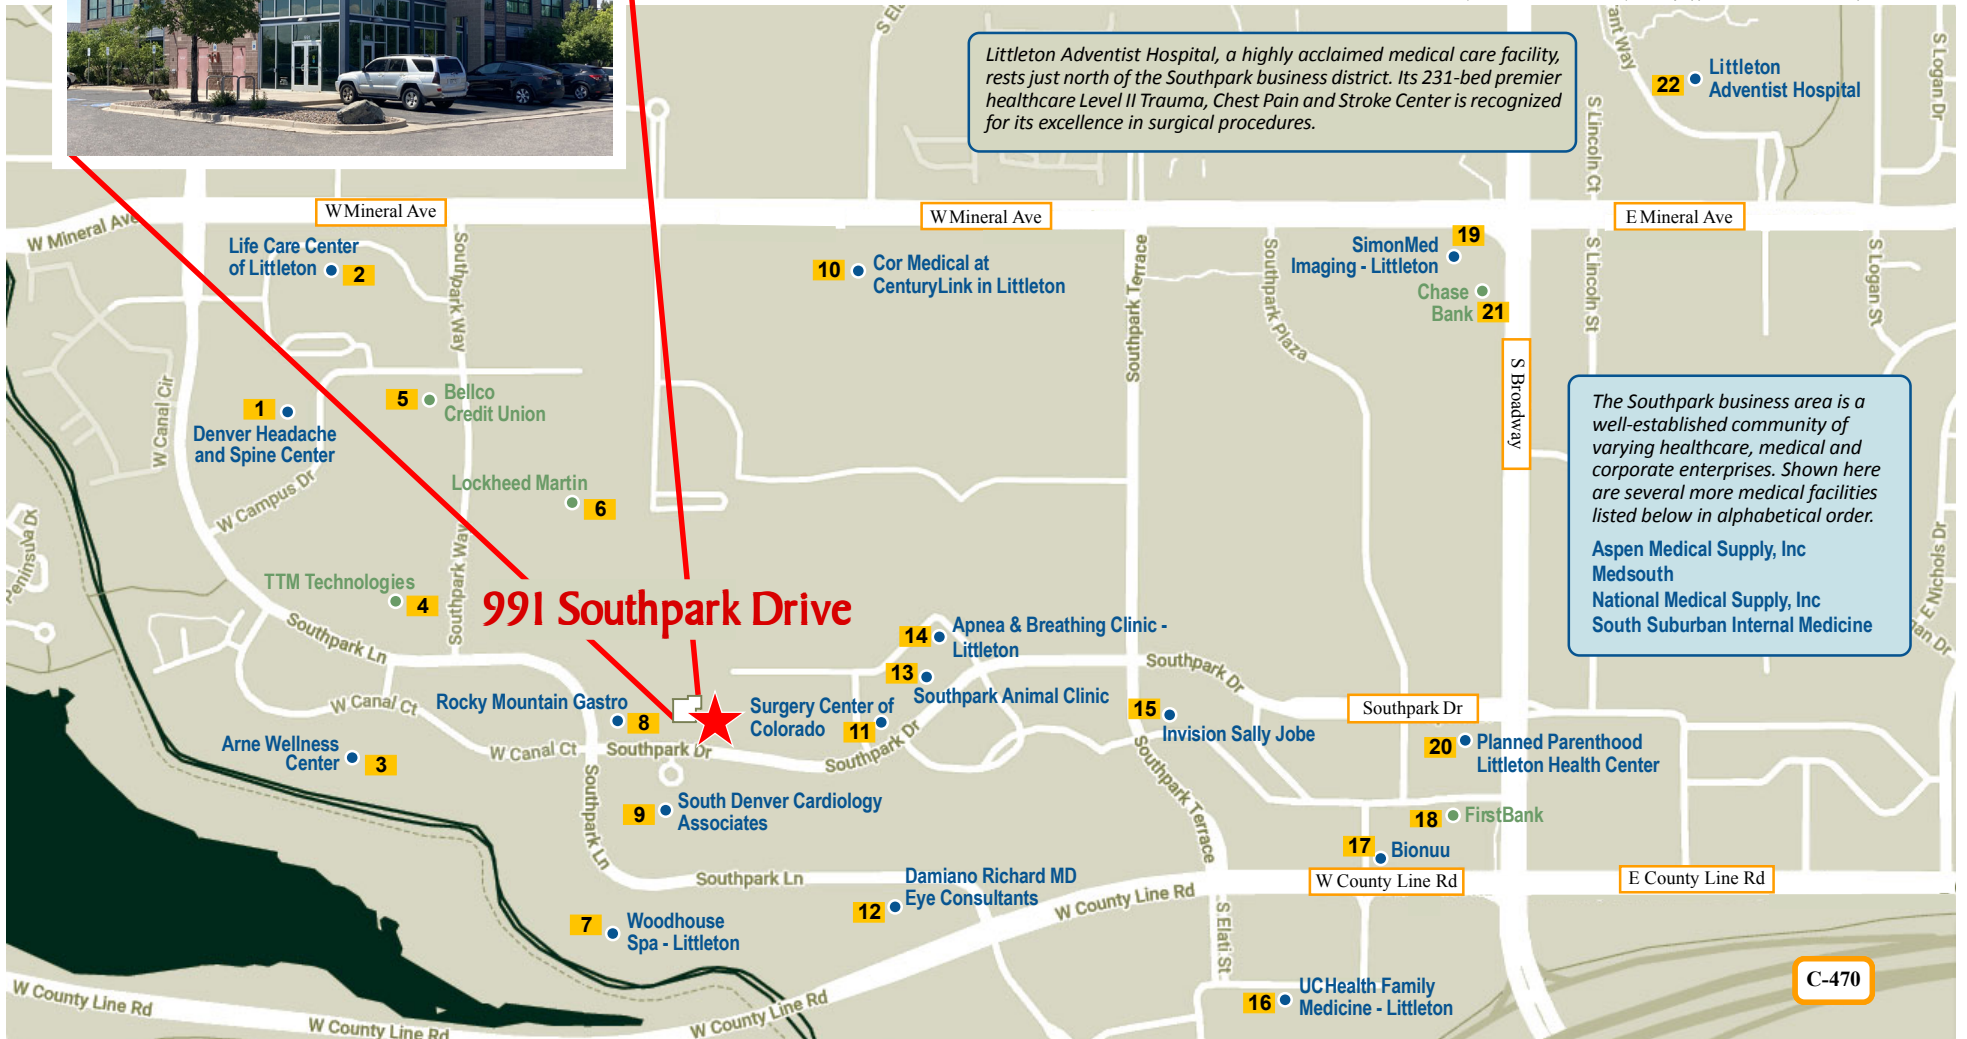 S Logan Dr
Littleton Adventist Hospital, a highly acclaimed medical care facility,
rests just north of the Southpark business district. Its 231-bed premier
healthcare Level II Trauma, Chest Pain and Stroke Center is recognized
for its excellence in surgical procedures.
22
Littleton
Adventist Hospital
S Lincoln Ct
W Mineral Ave
W Mineral Ave
W Mineral Ave
E Mineral Ave
Life Care Center
of Littleton
2
Southpark Way
10
Cor Medical at
CenturyLink in Littleton
Southpark Terrace
Southpark Plaza
19
SimonMed
Imaging - Littleton
Chase
Bank
21
S Lincoln St
S Logan St
W Canal Cir
1
Denver Headache
and Spine Center
5
Bellco
Credit Union
S Broadway
The Southpark business area is a
well-established community of
varying healthcare, medical and
corporate enterprises. Shown here
are several more medical facilities
listed below in alphabetical order.
Aspen Medical Supply, Inc
Medsouth
National Medical Supply, Inc
South Suburban Internal Medicine
W Campus Dr
Lockheed Martin
6
Peninsula Dr
E Nichols Dr
TTM Technologies
4
Southpark Way
991 Southpark Drive
Southpark Ln
14
Apnea & Breathing Clinic -
Littleton
13
Southpark Animal Clinic
Southpark Dr
W Canal Ct
Rocky Mountain Gastro
8
Surgery Center of
Colorado
11
15
Invision Sally Jobe
Southpark Dr
20
Planned Parenthood
Littleton Health Center
Arne Wellness
Center
3
W Canal Ct
Southpark Dr
Southpark Dr
Southpark Terrace
Southpark Ln
9
South Denver Cardiology
Associates
18
FirstBank
17
Bionuu
Southpark Ln
Damiano Richard MD
Eye Consultants
12
W County Line Rd
W County Line Rd
E County Line Rd
7
Woodhouse
Spa - Littleton
S Elati St
16
UCHealth Family
Medicine - Littleton
C-470
W County Line Rd
W County Line Rd
W County Line Rd